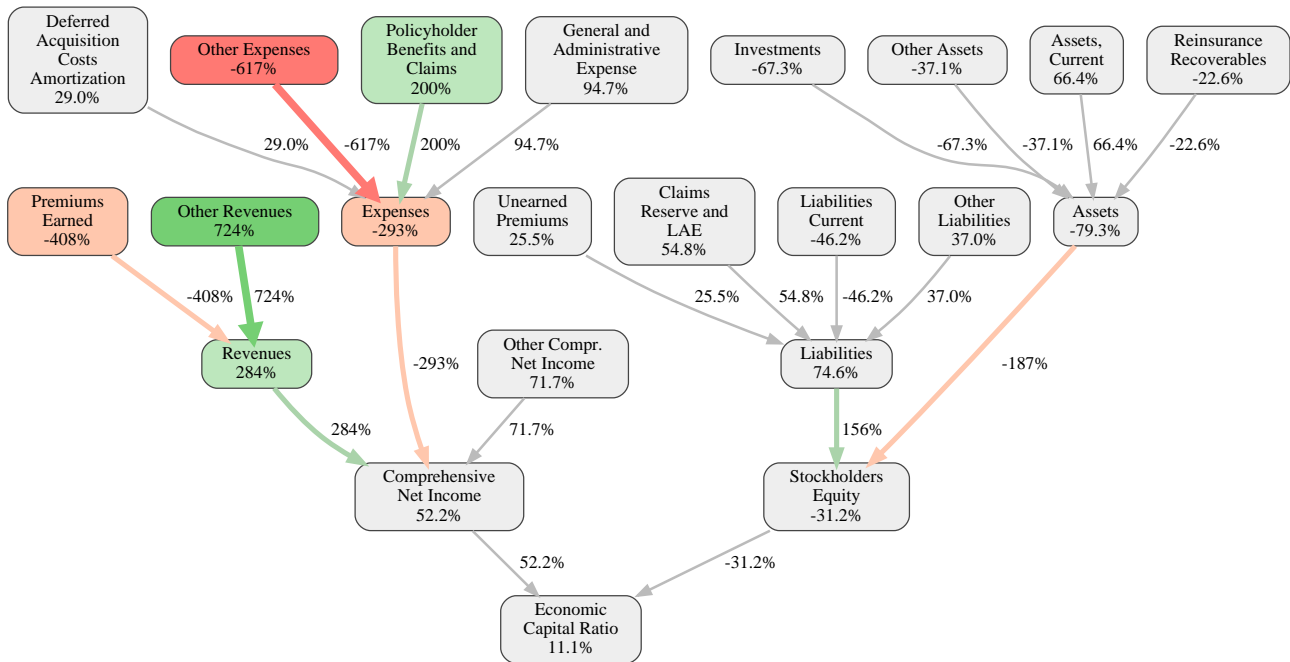 Deferred
Acquisition
Costs
Amortization
29.0%
Other Expenses
-617%
Policyholder
Benefits and
Claims
200%
General and
Administrative
Expense
94.7%
Investments
-67.3%
Other Assets
-37.1%
Assets,
Current
66.4%
Reinsurance
Recoverables
-22.6%
29.0%
-617%
200%
94.7%
-67.3%
-37.1%
66.4%
-22.6%
Premiums
Earned
-408%
Other Revenues
724%
Expenses
-293%
Unearned
Premiums
25.5%
Claims
Reserve and
LAE
54.8%
Liabilities
Current
-46.2%
Other
Liabilities
37.0%
Assets
-79.3%
-408%
724%
25.5%
54.8%
-46.2%
37.0%
Revenues
284%
-293%
Other Compr.
Net Income
71.7%
Liabilities
74.6%
-187%
284%
71.7%
156%
Comprehensive
Net Income
52.2%
Stockholders
Equity
-31.2%
52.2%
-31.2%
Economic
Capital Ratio
11.1%